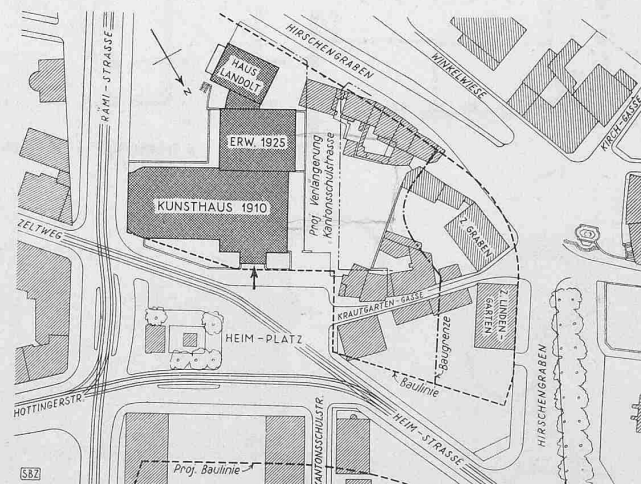 HIRSCHENGRABEN
RÄMI-STRASSE
WINKELWIESE
HAUS
LANDOLT
N
KIRCH-GASSE
ERW. 1925
Proj. Verlängerung
Kantonsschulstrasse
KUNSTHAUS 1910
Z. GRABEN
ZELTWEG
KRAUTGARTEN-GASSE
Z. LINDEN-
GARTEN
HEIM-PLATZ
Baugrenze
Baulinie
HIRSCHENGRABEN
HOTTINGERSTR.
KANTONSSCHULSTR.
HEIM-STRASSE
Proj. Baulinie
SBZ